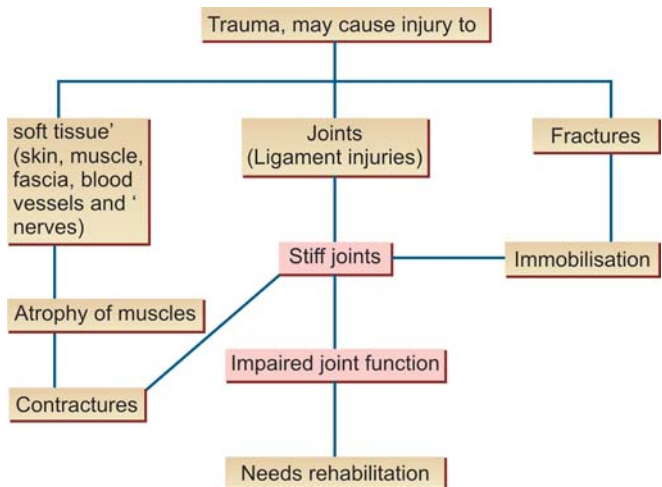 Trauma, may cause injury to
soft tissue’
(skin, muscle,
fascia, blood
vessels and ‘
nerves)
Joints
(Ligament injuries)
Fractures
Stiff joints
Immobilisation
Atrophy of muscles
Impaired joint function
Contractures
Needs rehabilitation